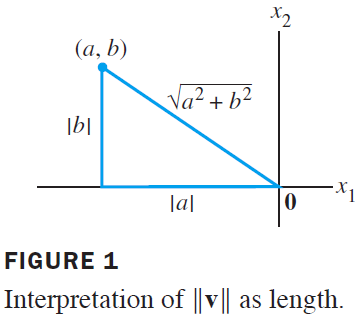 x₂
(a, b)
√a² + b²
|b|
x₁
|a|
0
FIGURE 1
Interpretation of ‖v‖ as length.